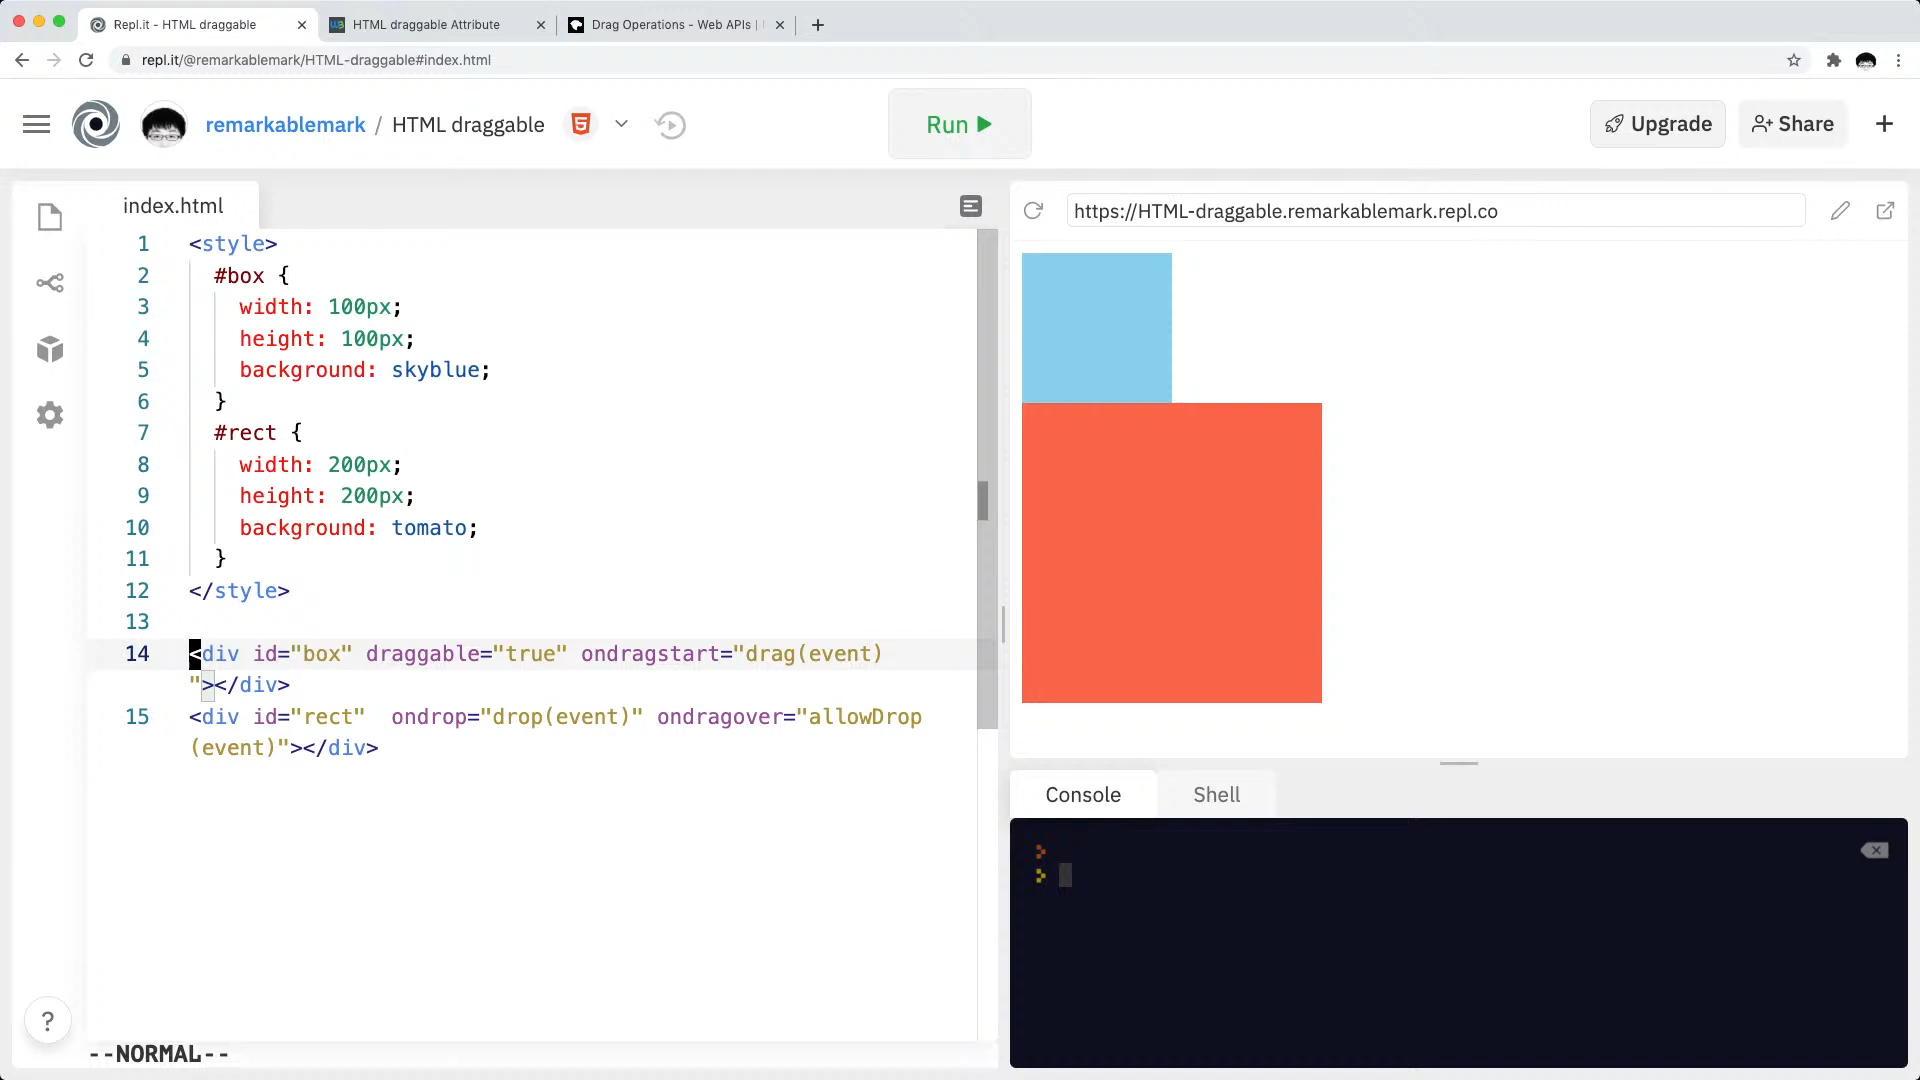 Repl.it - HTML draggable
HTML draggable Attribute
Drag Operations - Web APIs |
repl.it/@remarkablemark/HTML-draggable#index.html
remarkablemark / HTML draggable
Run
Upgrade
Share
index.html
https://HTML-draggable.remarkablemark.repl.co
1 <style>
2 #box {
3 width: 100px;
4 height: 100px;
5 background: skyblue;
6 }
7 #rect {
8 width: 200px;
9 height: 200px;
10 background: tomato;
11 }
12 </style>
13
14 <div id="box" draggable="true" ondragstart="drag(event)
"></div>
15 <div id="rect"  ondrop="drop(event)" ondragover="allowDrop
(event)"></div>
Console
Shell
?
--NORMAL--